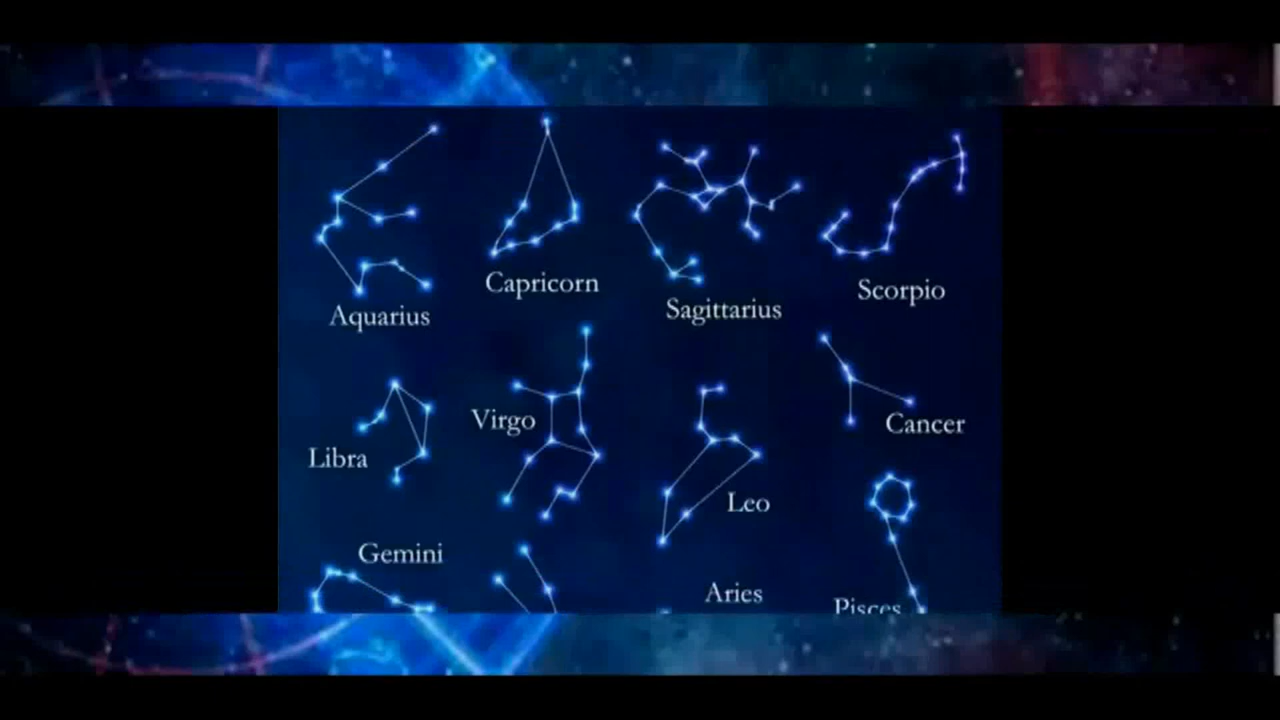 Aquarius
Capricorn
Sagittarius
Scorpio
Libra
Virgo
Leo
Cancer
Gemini
Aries
Pisces